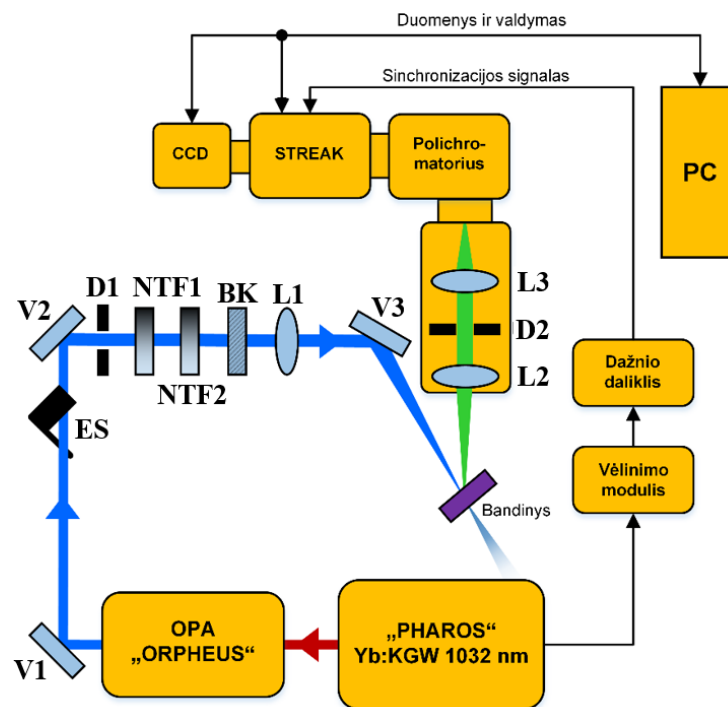 Duomenys ir valdymas
Sinchronizacijos signalas
CCD
STREAK
Polichro-
matorius
PC
V2
D1
NTF1
BK
L1
V3
L3
D2
L2
NTF2
ES
Dažnio
daliklis
Vėlinimo
modulis
Bandinys
V1
OPA
„ORPHEUS“
„PHAROS“
Yb:KGW 1032 nm